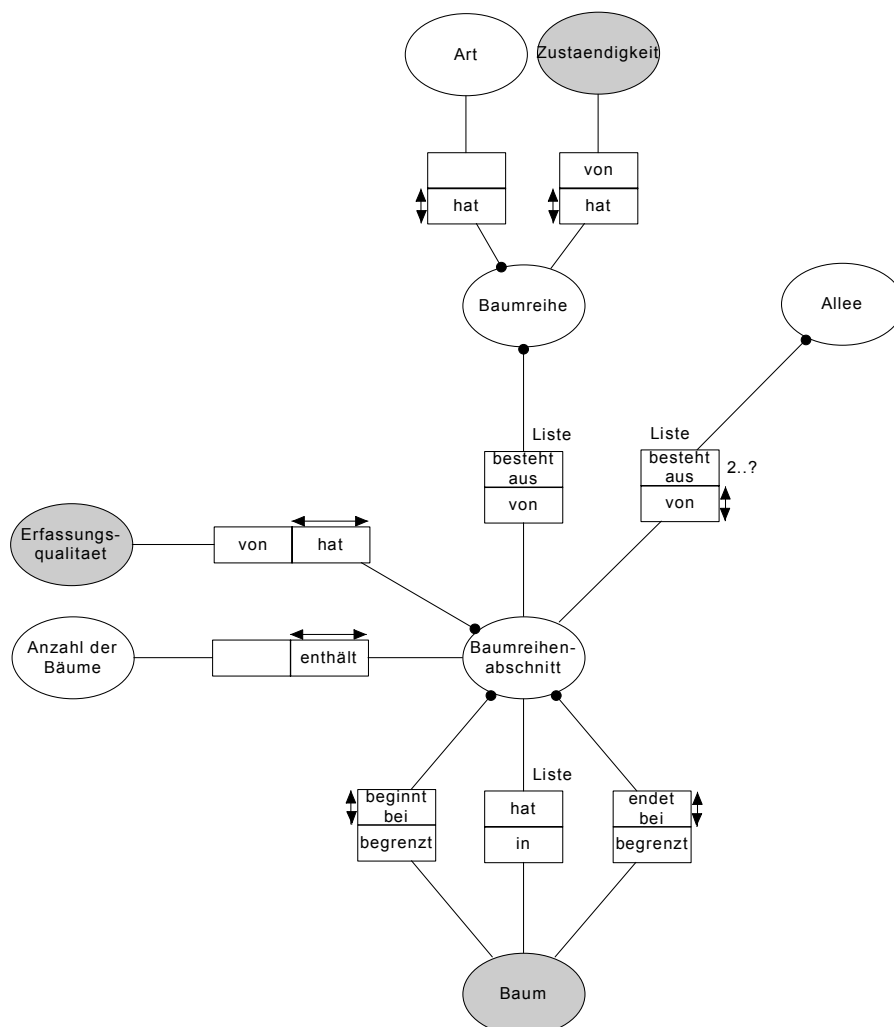 Art
Zustaendigkeit
von
hat
hat
Baumreihe
Allee
Liste
Liste
besteht
aus
besteht
aus
2..?
von
von
Erfassungs-
qualitaet
von
hat
Anzahl der
Bäume
enthält
Baumreihen-
abschnitt
Liste
beginnt
bei
hat
endet
bei
begrenzt
in
begrenzt
Baum